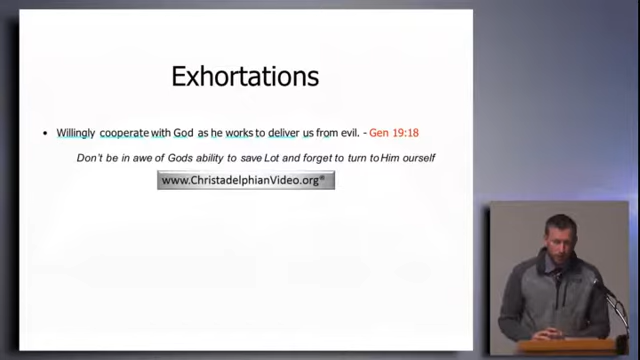 Exhortations
• Willingly cooperate with God as he works to deliver us from evil. - Gen 19:18
Don't be in awe of Gods ability to save Lot and forget to turn to Him ourself
www.ChristadelphianVideo.org®